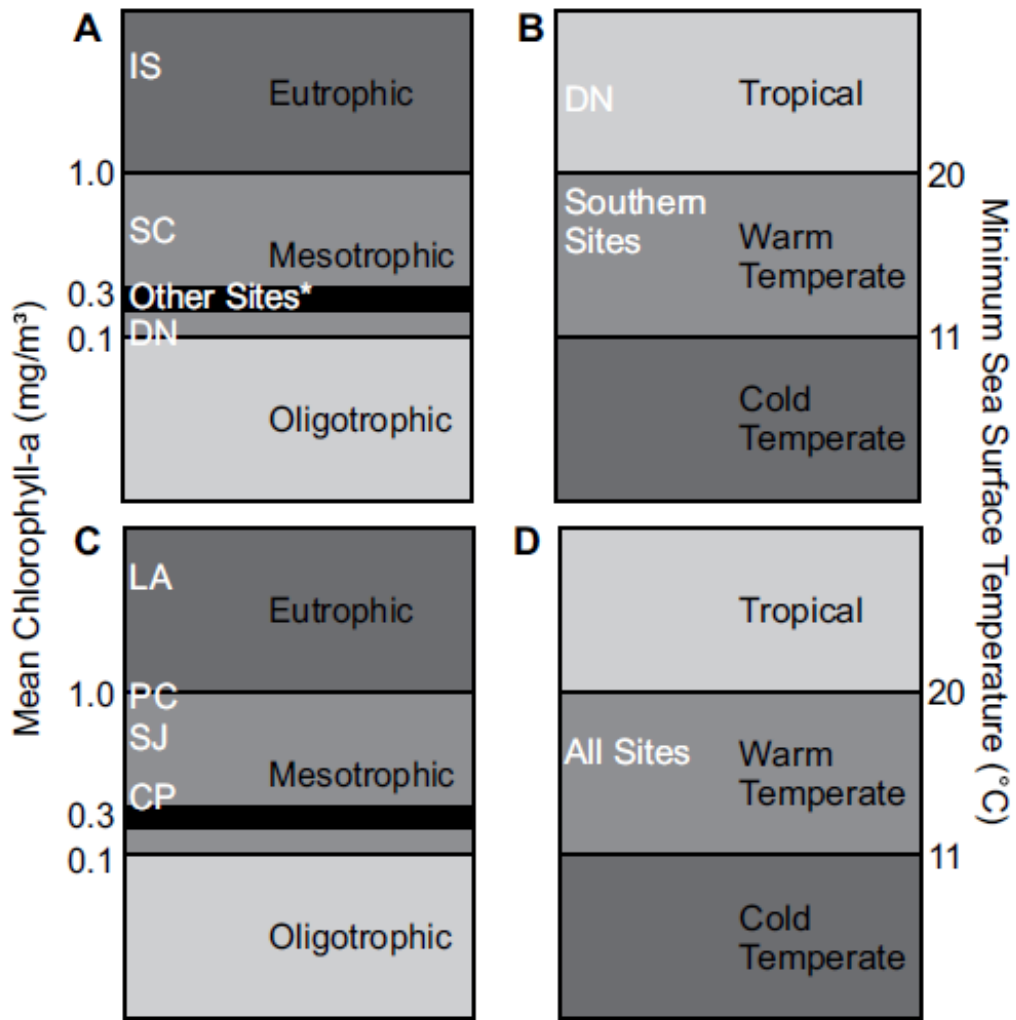 A
IS
Eutrophic
1.0
SC
Mesotrophic
0.3
Other Sites*
DN
0.1
Oligotrophic
B
DN
Tropical
20
Southern
Sites
Warm
Temperate
11
Cold
Temperate
C
LA
Eutrophic
1.0
PC
SJ
Mesotrophic
CP
0.3
0.1
Oligotrophic
D
Tropical
20
All Sites
Warm
Temperate
11
Cold
Temperate
Mean Chlorophyll-a (mg/m³)
Minimum Sea Surface Temperature (°C)